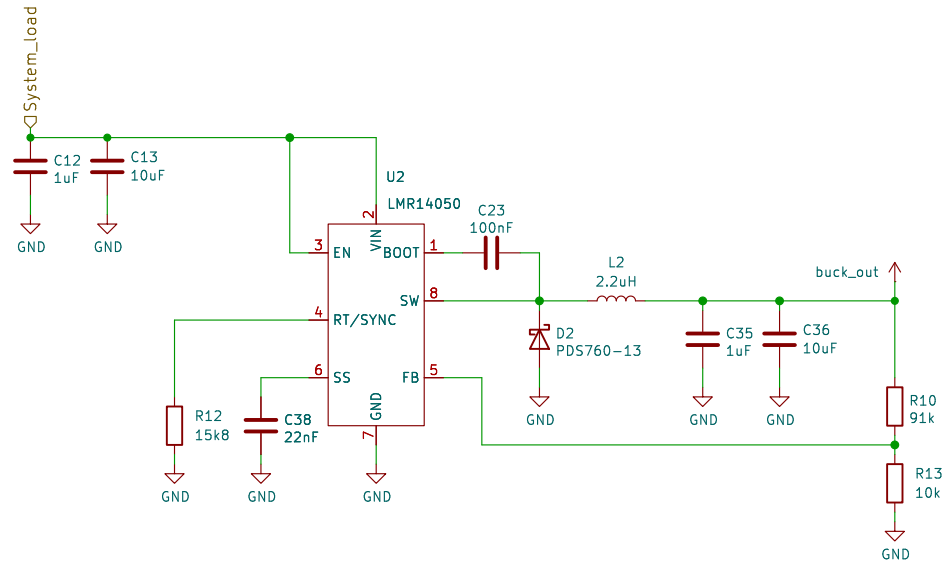 System_load
C12
1uF
C13
10uF
GND
GND
U2
LMR14050
2
VIN
3
EN
BOOT
1
C23
100nF
SW
8
L2
2.2uH
buck_out
4
RT/SYNC
D2
PDS760-13
C35
1uF
C36
10uF
6
SS
FB
5
GND
7
GND
GND
GND
R10
91k
R12
15k8
C38
22nF
R13
10k
GND
GND
GND
GND